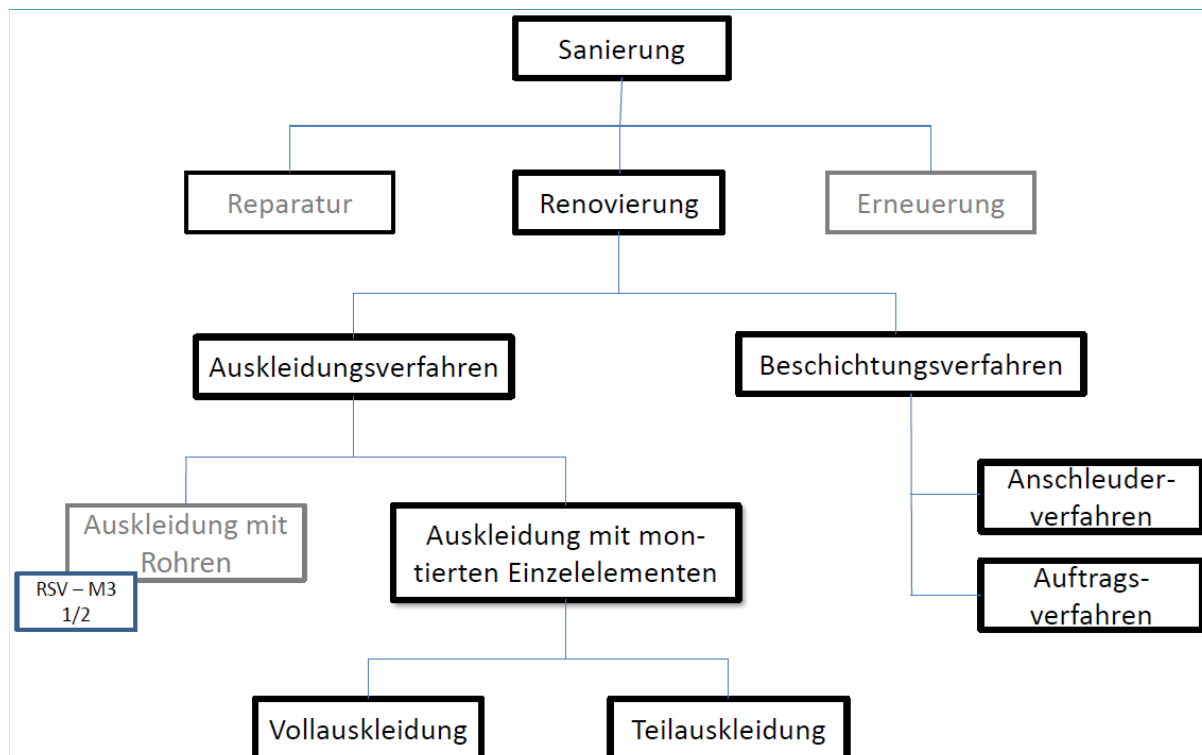 Sanierung
Reparatur
Renovierung
Erneuerung
Auskleidungsverfahren
Beschichtungsverfahren
Auskleidung mit
Rohren
RSV – M3
1/2
Auskleidung mit mon-
tierten Einzelelementen
Anschleuder-
verfahren
Auftrags-
verfahren
Vollauskleidung
Teilauskleidung